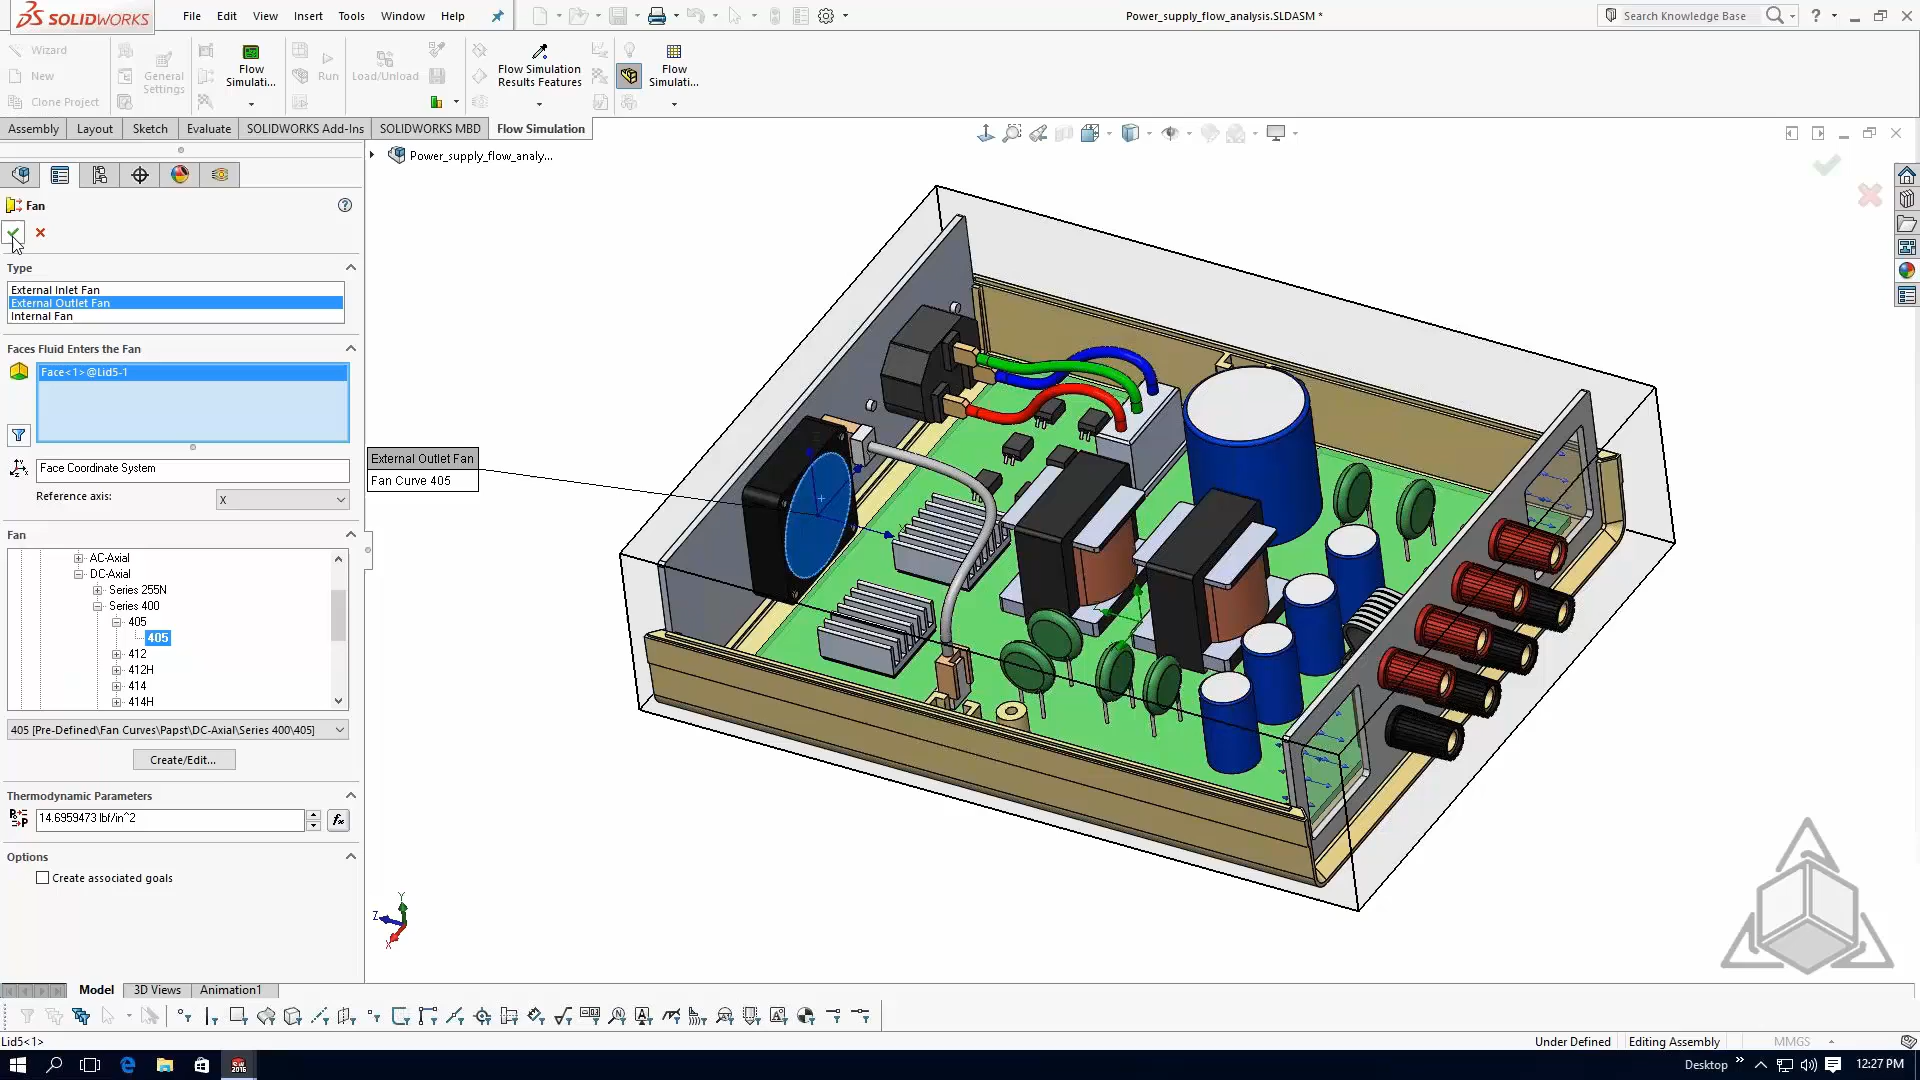 SOLIDWORKS
File Edit View Insert Tools Window Help
Power_supply_flow_analysis.SLDASM *
Search Knowledge Base
Wizard
New
Clone Project
General
Settings
Flow
Simulati...
Run
Load/Unload
Flow Simulation
Results Features
Flow
Simulati...
Assembly Layout Sketch Evaluate SOLIDWORKS Add-Ins SOLIDWORKS MBD Flow Simulation
Power_supply_flow_analy...
Fan
Type
External Inlet Fan
External Outlet Fan
Internal Fan
Faces Fluid Enters the Fan
Face<1>@Lid5-1
Face Coordinate System
Reference axis:
X
Fan
AC-Axial
DC-Axial
Series 255N
Series 400
405
405
412
412H
414
414H
405 [Pre-Defined\Fan Curves\Papst\DC-Axial\Series 400\405]
Create/Edit...
Thermodynamic Parameters
14.6959473 lbf/in^2
Options
Create associated goals
External Outlet Fan
Fan Curve 405
Y
Z
X
Model 3D Views Animation1
Lid5<1>
Under Defined Editing Assembly MMGS
SW
2016
Desktop
12:27 PM